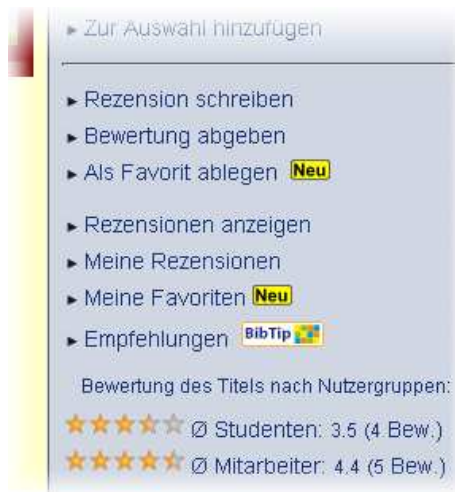 Zur Auswahl hinzufügen
Rezension schreiben
Bewertung abgeben
Als Favorit ablegen Neu
Rezensionen anzeigen
Meine Rezensionen
Meine Favoriten Neu
Empfehlungen BibTip
Bewertung des Titels nach Nutzergruppen:
Ø Studenten: 3.5 (4 Bew.)
Ø Mitarbeiter: 4.4 (5 Bew.)